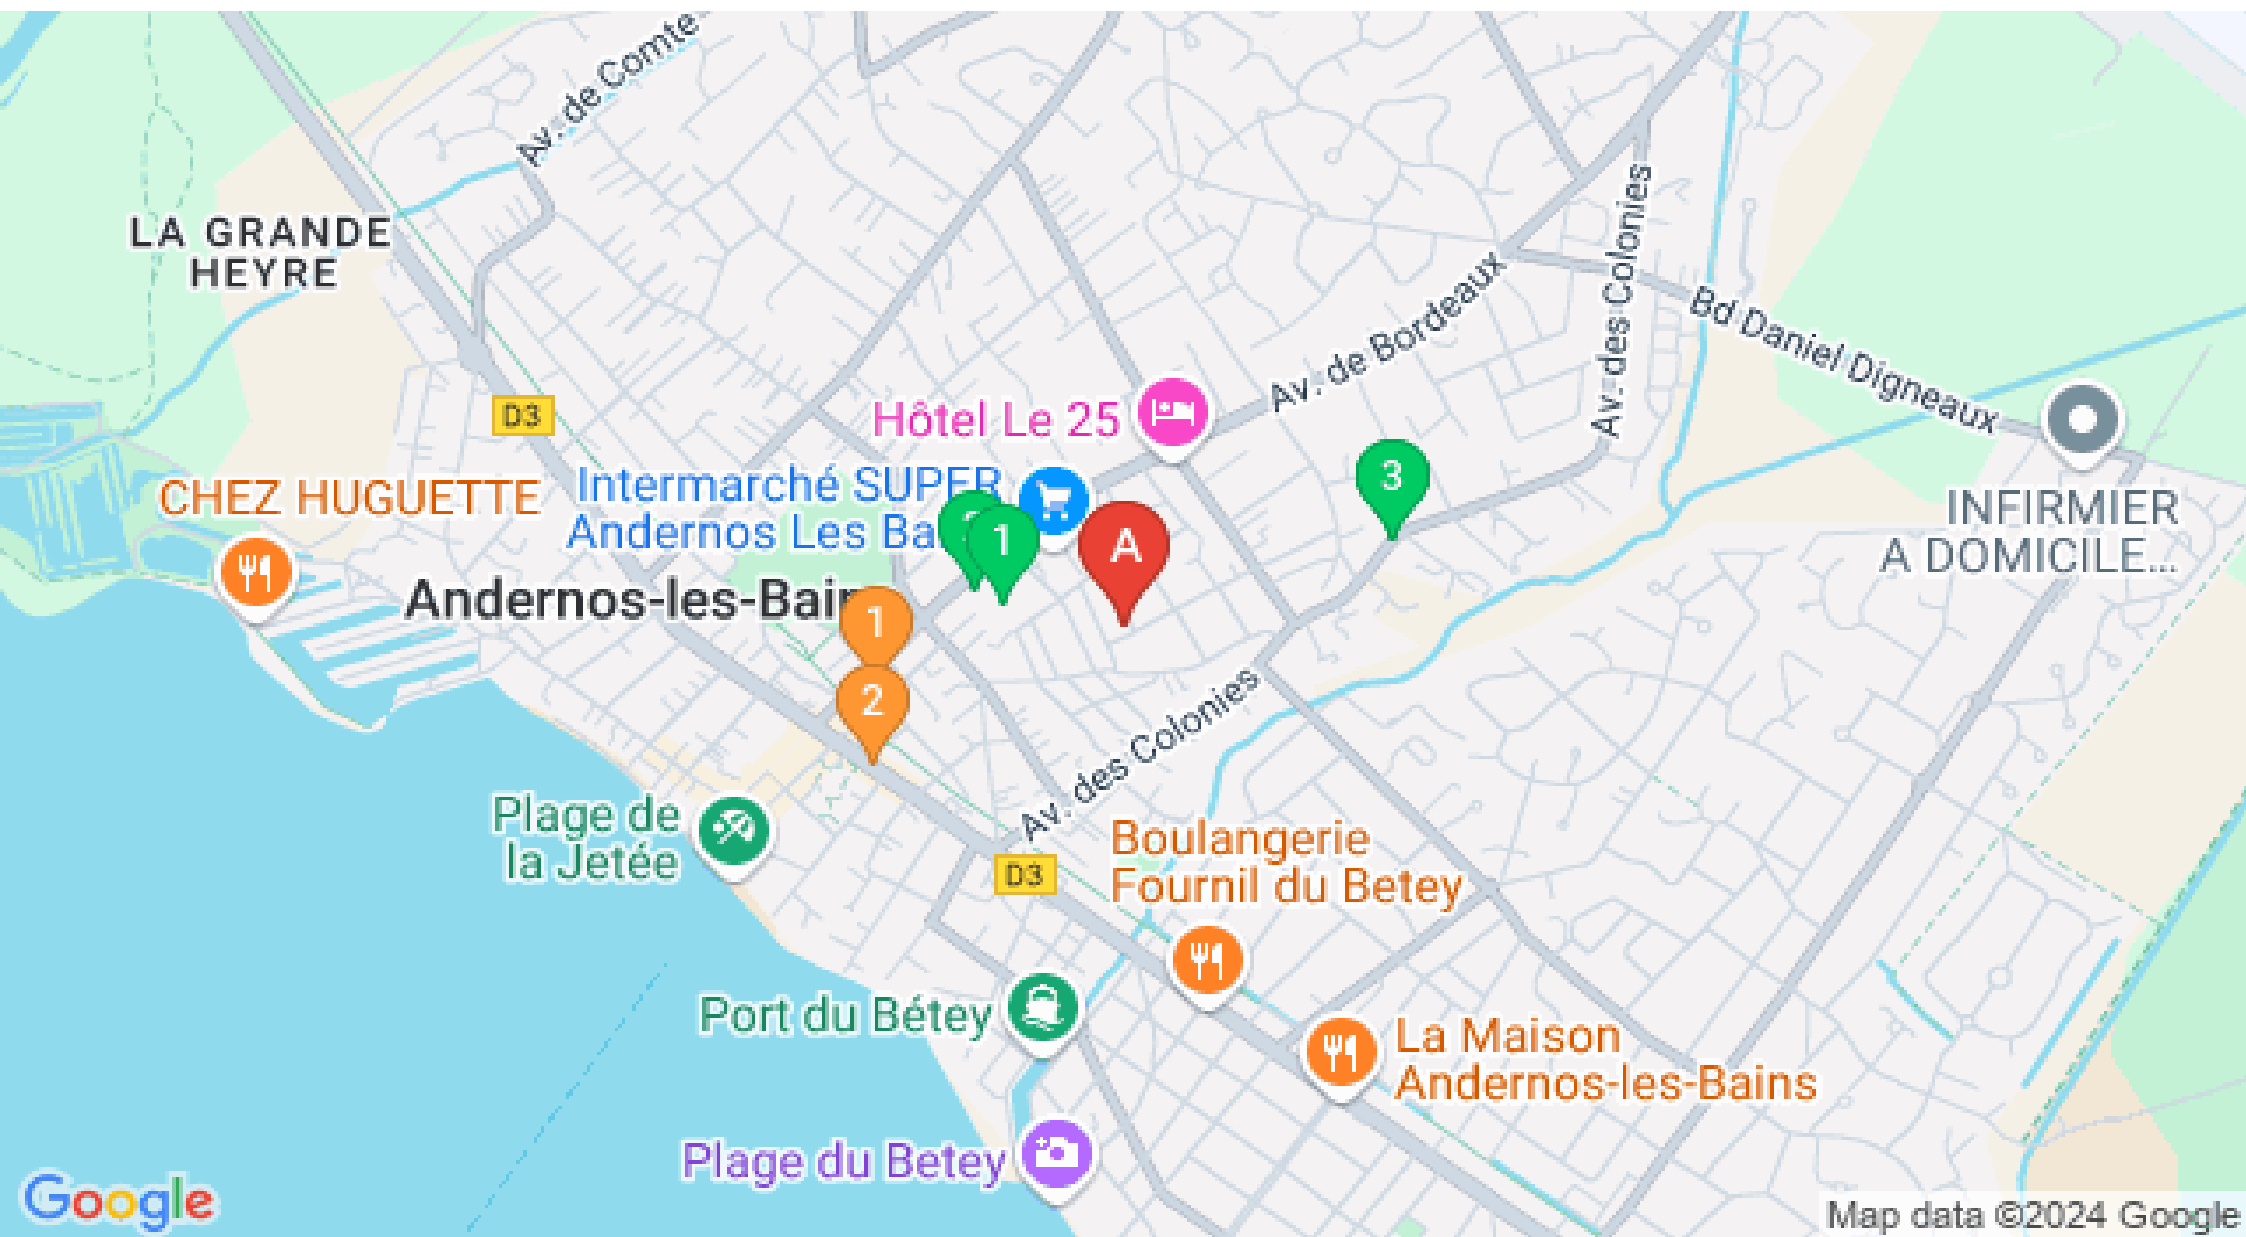 Av. de Comte
LA GRANDE
HEYRE
Av. des Colonies
Av. de Bordeaux
Bd Daniel Digneaux
D3
Hôtel Le 25
CHEZ HUGUETTE
Intermarché SUPER
Andernos Les Ba
3
1
A
INFIRMIER
A DOMICILE...
Andernos-les-Bain
1
2
Av. des Colonies
Plage de
la Jetée
D3
Boulangerie
Fournil du Betey
Port du Bétey
La Maison
Andernos-les-Bains
Plage du Betey
Google
Map data ©2024 Google